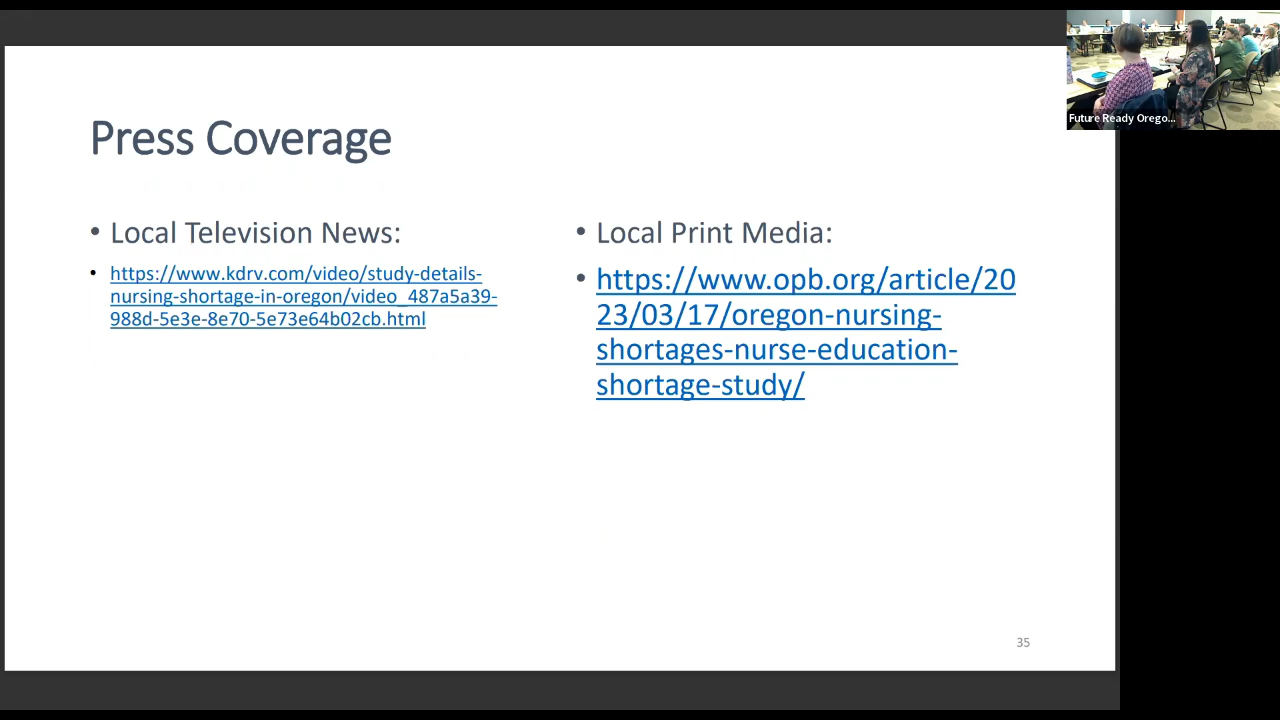 Press Coverage
• Local Television News:
• https://www.kdrv.com/video/study-details-
nursing-shortage-in-oregon/video_487a5a39-
988d-5e3e-8e70-5e73e64b02cb.html
• Local Print Media:
• https://www.opb.org/article/20
23/03/17/oregon-nursing-
shortages-nurse-education-
shortage-study/
35
Future Ready Orego...